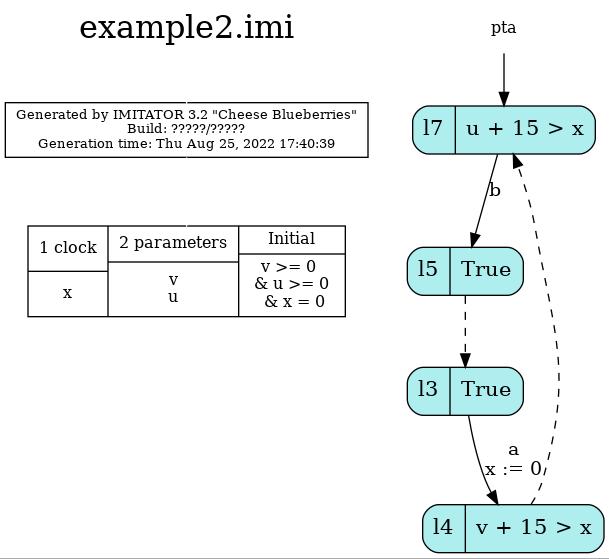 example2.imi
pta
Generated by IMITATOR 3.2 "Cheese Blueberries"
Build: ?????/?????
Generation time: Thu Aug 25, 2022 17:40:39
l7 u + 15 > x
b
1 clock
x
2 parameters
v
u
Initial
v >= 0
& u >= 0
& x = 0
l5 True
l3 True
a
x := 0
l4 v + 15 > x